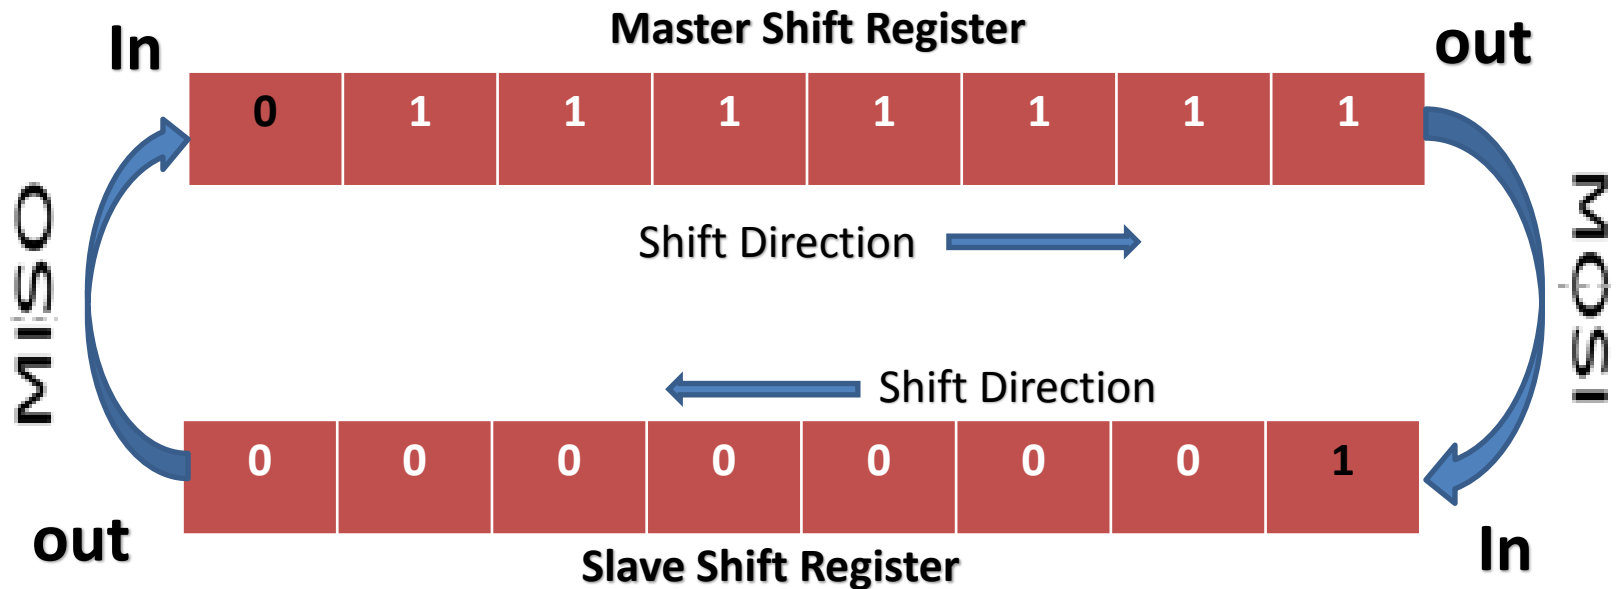 Master Shift Register
In
out
0 1 1 1 1 1 1 1
MISO
MOSI
Shift Direction
Shift Direction
0 0 0 0 0 0 0 1
out
In
Slave Shift Register